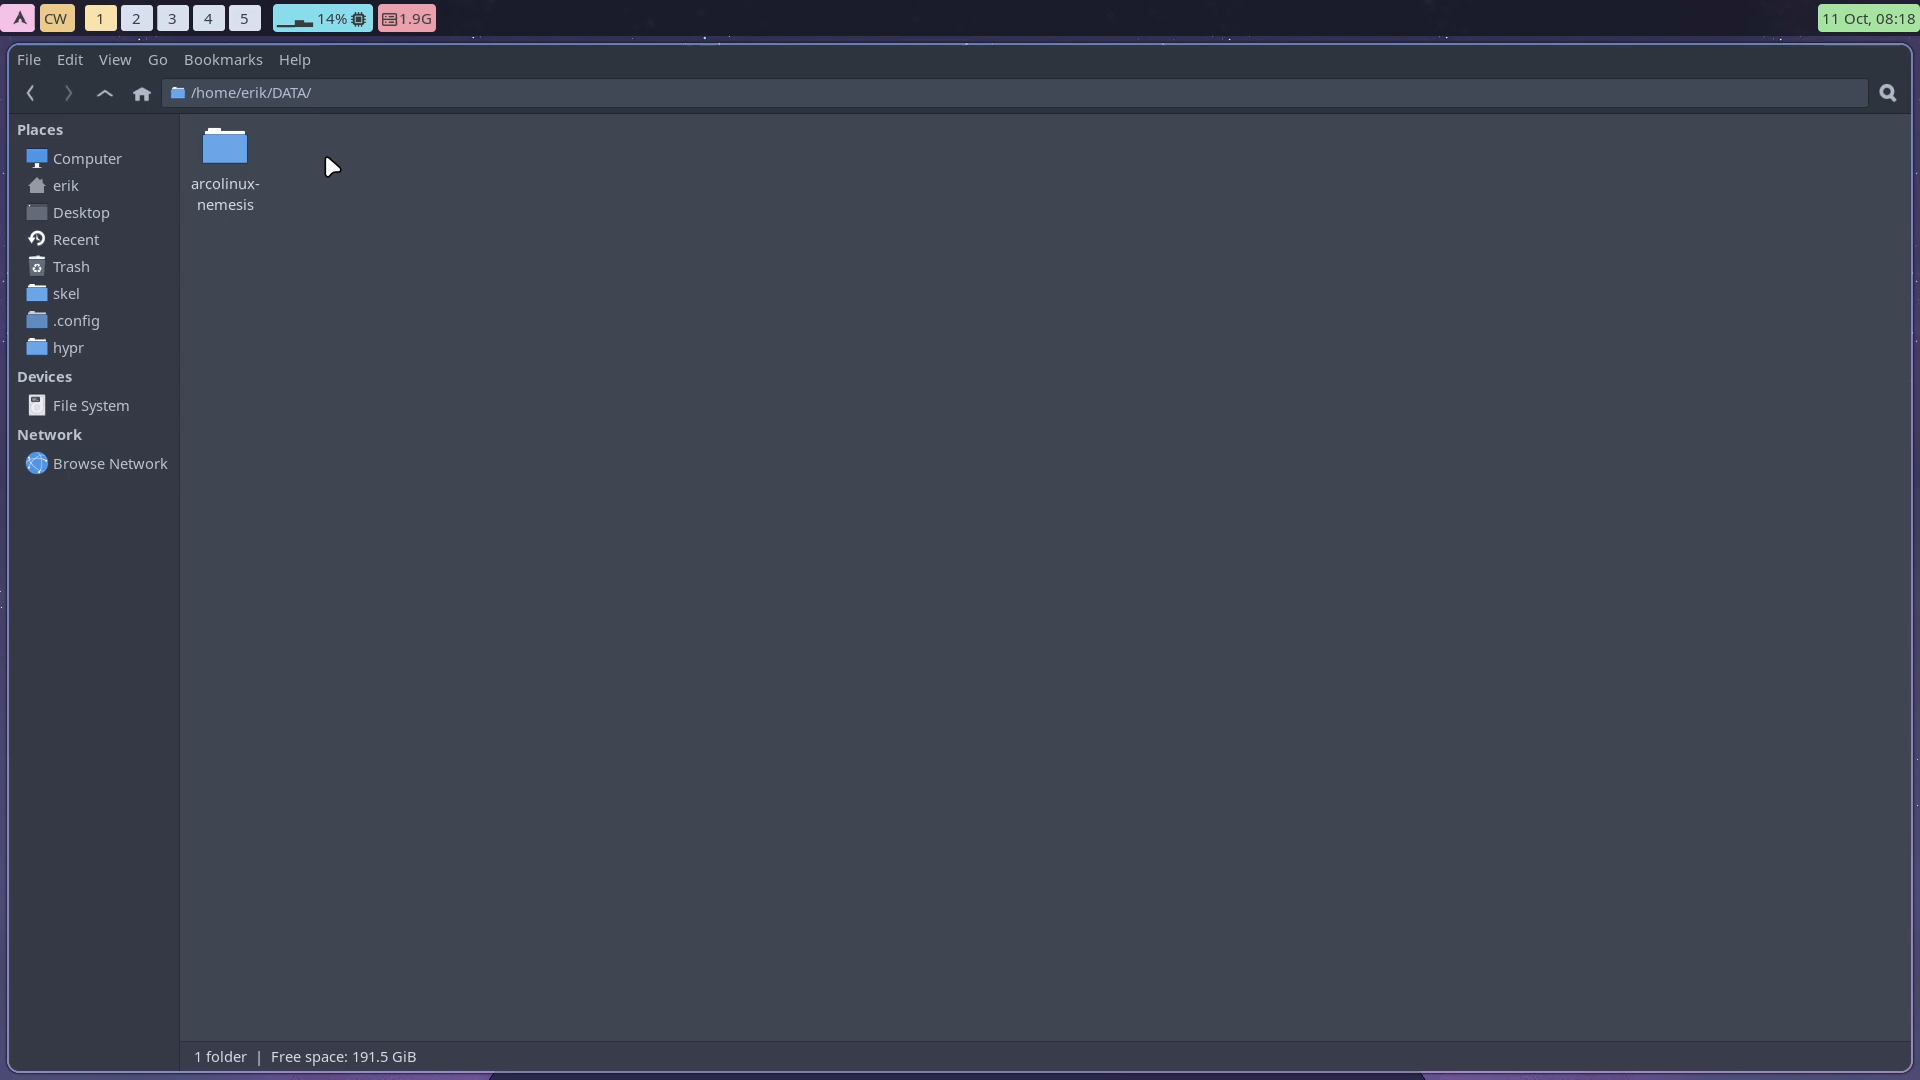 CW 1 2 3 4 5 14% 1.9G 11 Oct, 08:18
File Edit View Go Bookmarks Help
/home/erik/DATA/
Places
Computer
erik
Desktop
Recent
Trash
skel
.config
hypr
Devices
File System
Network
Browse Network
arcolinux-
nemesis
1 folder | Free space: 191.5 GiB